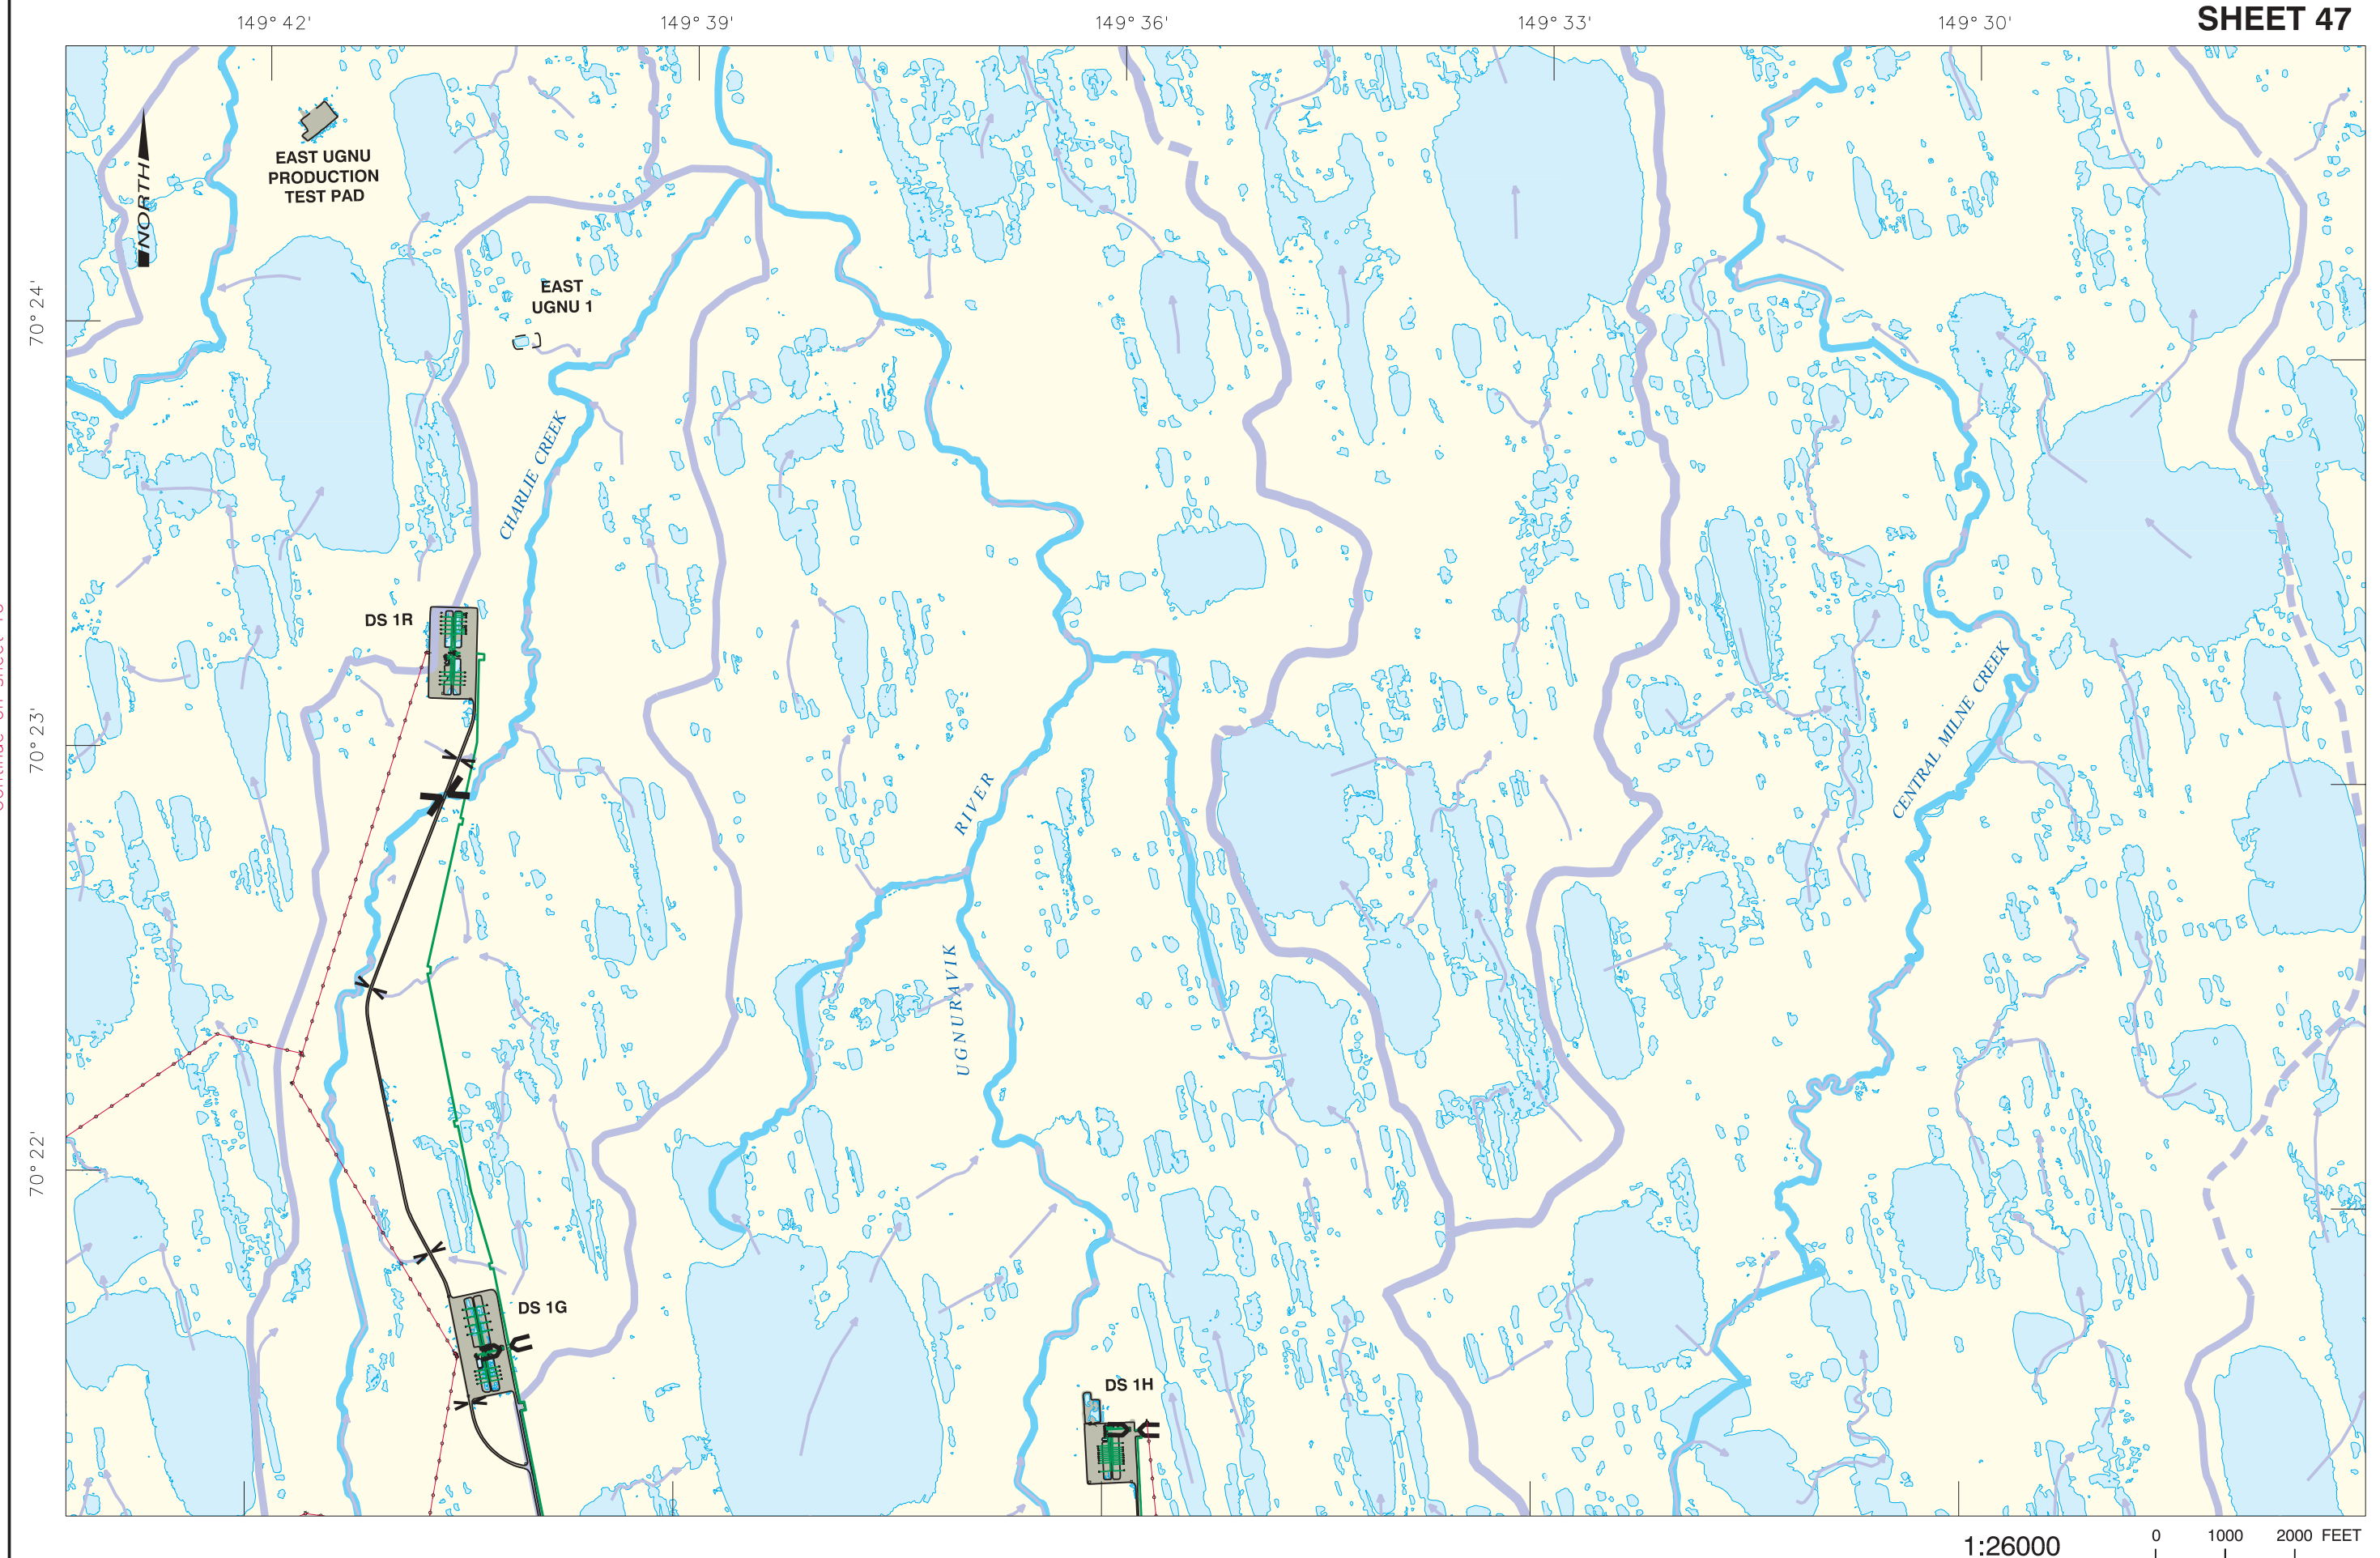 149° 42'
149° 39'
149° 36'
149° 33'
149° 30'
SHEET 47
NORTH
EAST UGNU
PRODUCTION
TEST PAD
70° 24'
EAST
UGNU 1
CHARLIE CREEK
DS 1R
70° 23'
RIVER
CENTRAL MILNE CREEK
UGNURAVIK
70° 22'
DS 1G
DS 1H
1:26000
0 1000 2000 FEET